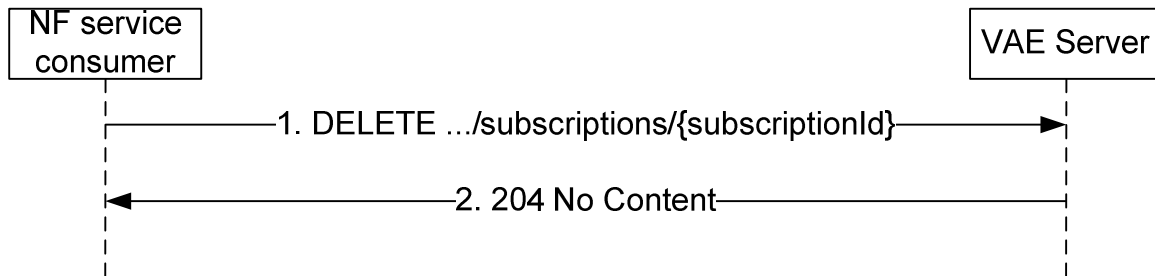 NF service
consumer
VAE Server
1. DELETE .../subscriptions/{subscriptionId}
2. 204 No Content